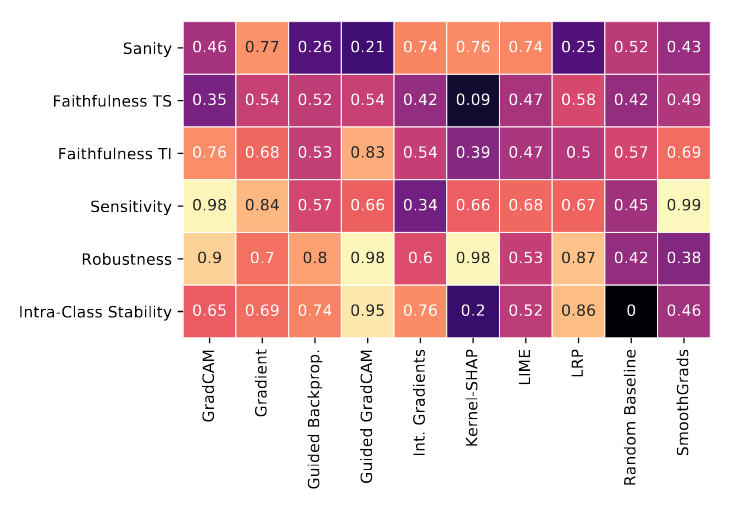 Sanity 0.46 0.77 0.26 0.21 0.74 0.76 0.74 0.25 0.52 0.43
Faithfulness TS 0.35 0.54 0.52 0.54 0.42 0.09 0.47 0.58 0.42 0.49
Faithfulness TI 0.76 0.68 0.53 0.83 0.54 0.39 0.47 0.5 0.57 0.69
Sensitivity 0.98 0.84 0.57 0.66 0.34 0.66 0.68 0.67 0.45 0.99
Robustness 0.9 0.7 0.8 0.98 0.6 0.98 0.53 0.87 0.42 0.38
Intra-Class Stability 0.65 0.69 0.74 0.95 0.76 0.2 0.52 0.86 0 0.46
GradCAM
Gradient
Guided Backprop.
Guided GradCAM
Int. Gradients
Kernel-SHAP
LIME
LRP
Random Baseline
SmoothGrads